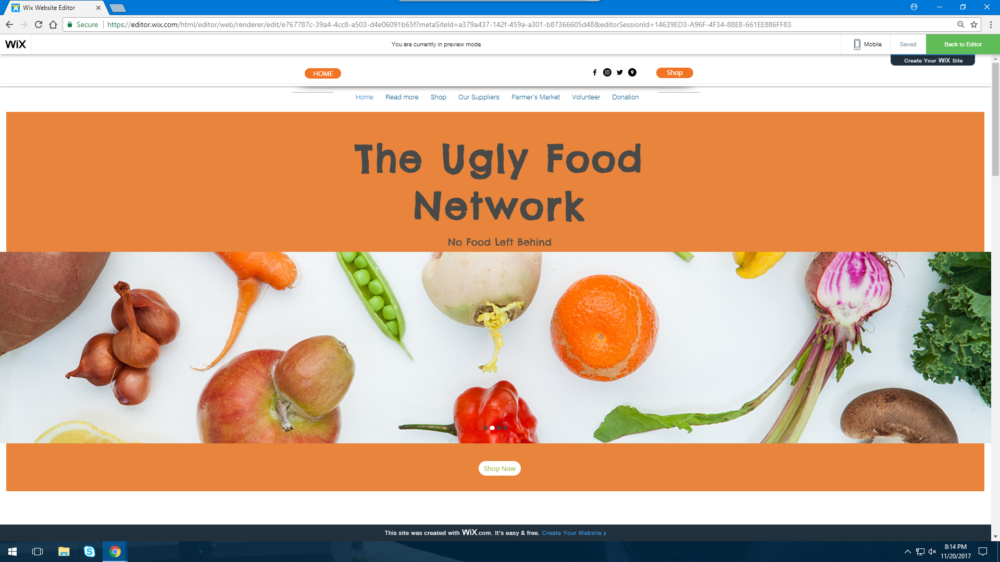 Wix Website Editor
Secure https://editor.wix.com/html/editor/web/renderer/edit/e767787c-39a4-4cc8-a503-d4e06091b65f?metaSiteId=a379a437-142f-459a-a301-b87366605d48&editorSessionId=14639ED3-A96F-4F34-88E8-661EE886FF83
WiX You are currently in preview mode Mobile Saved Back to Editor
Create Your WiX Site
HOME Shop
Home Read more Shop Our Suppliers Farmer's Market Volunteer Donation
The Ugly Food
Network
No Food Left Behind
Shop Now
This site was created with WiX.com. It's easy & free. Create Your Website >
8:14 PM
11/20/2017